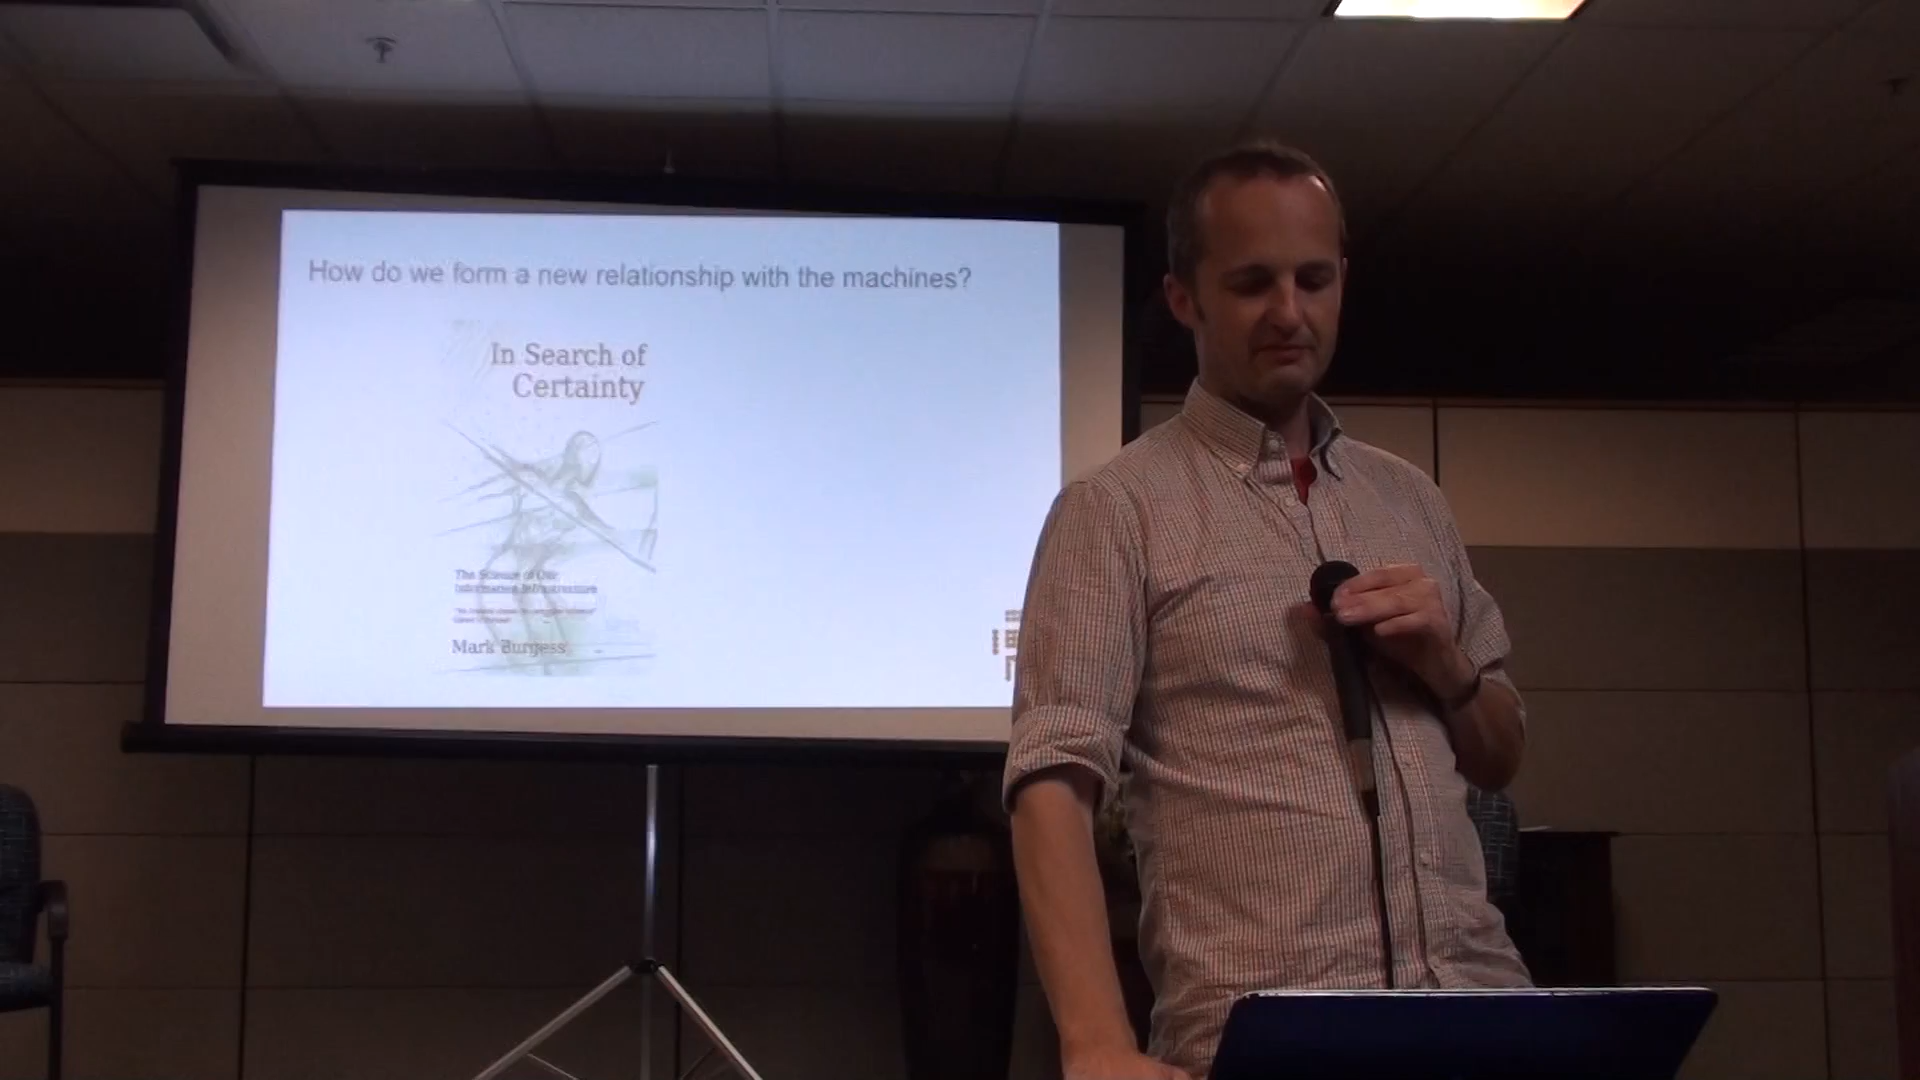 How do we form a new relationship with the machines?
In Search of
Certainty
The Science of Our
Information Infrastructure
Mark Burgess